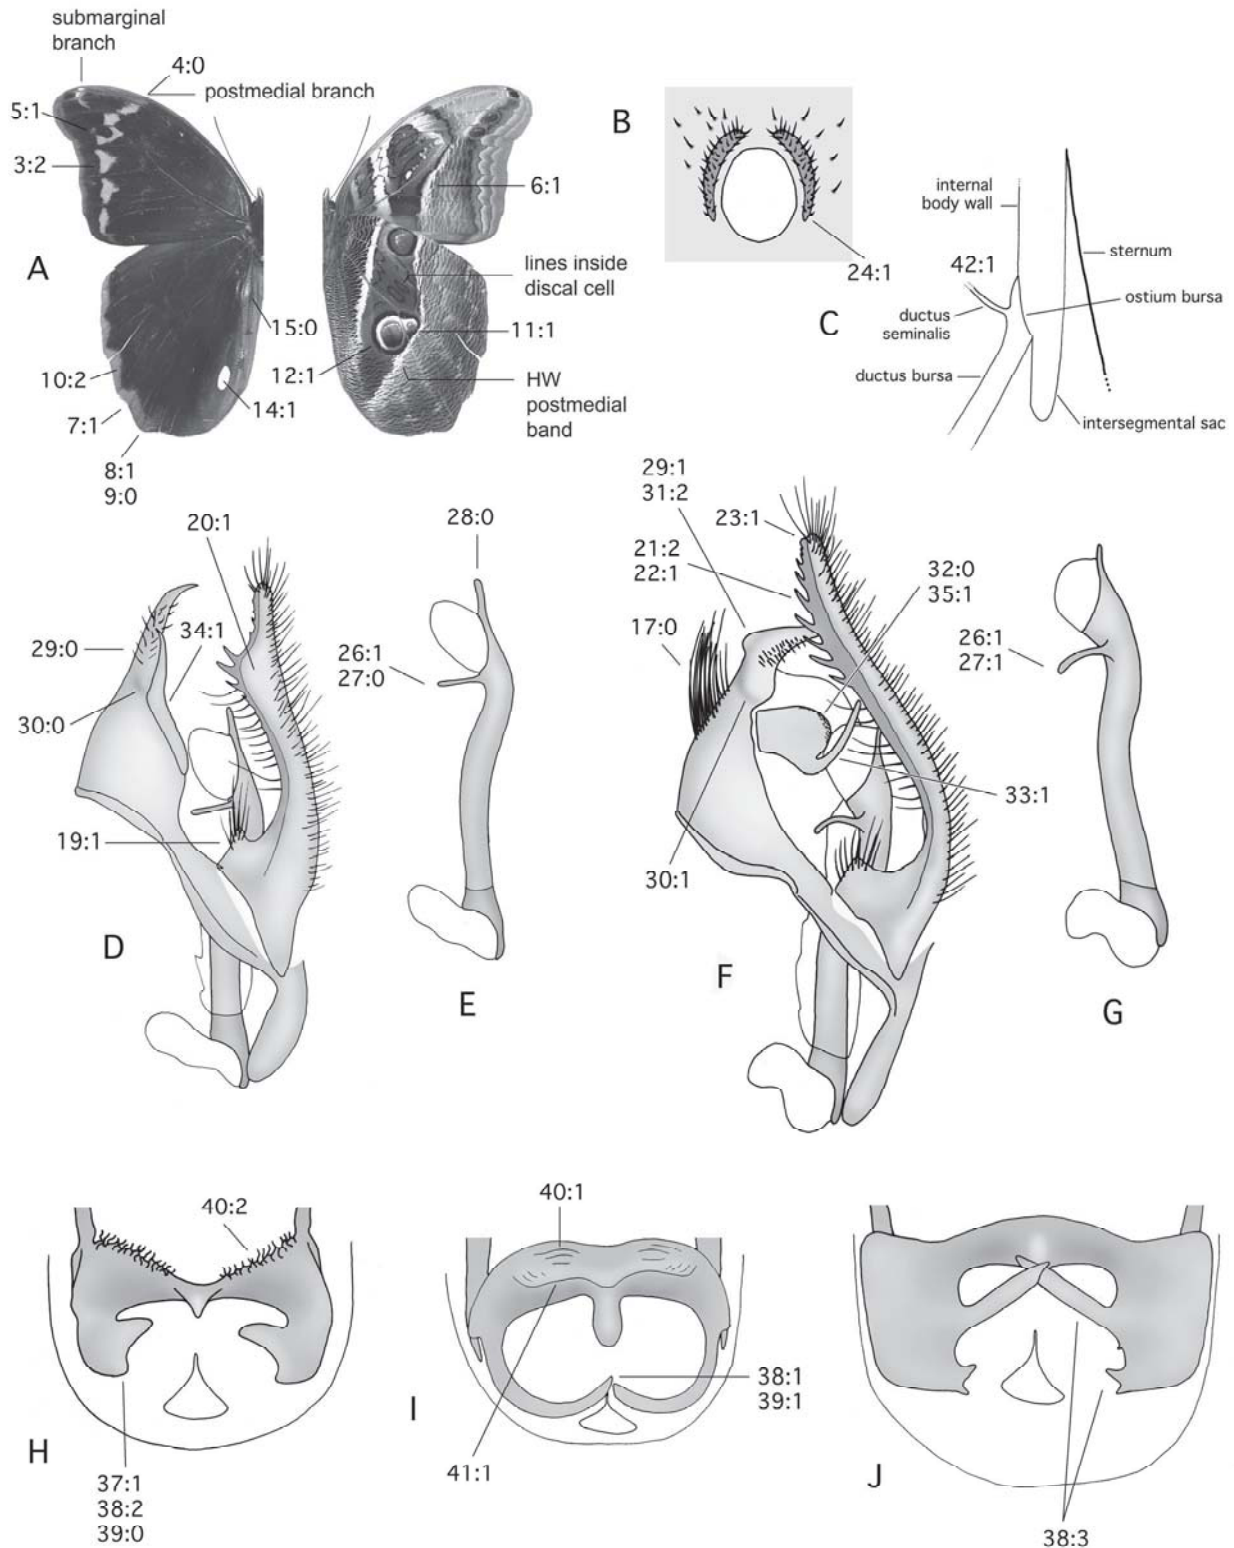 submarginal
branch
4:0
postmedial branch
5:1
3:2
6:1
A
lines inside
discal cell
15:0
11:1
12:1
10:2
HW
postmedial
band
14:1
7:1
8:1
9:0
B
24:1
internal
body wall
42:1
sternum
ostium bursa
C
ductus
seminalis
ductus bursa
intersegmental sac
20:1
28:0
29:0
34:1
26:1
27:0
30:0
19:1
D
E
29:1
31:2
23:1
21:2
22:1
32:0
35:1
17:0
26:1
27:1
33:1
30:1
F
G
40:2
H
37:1
38:2
39:0
40:1
38:1
39:1
I
41:1
J
38:3